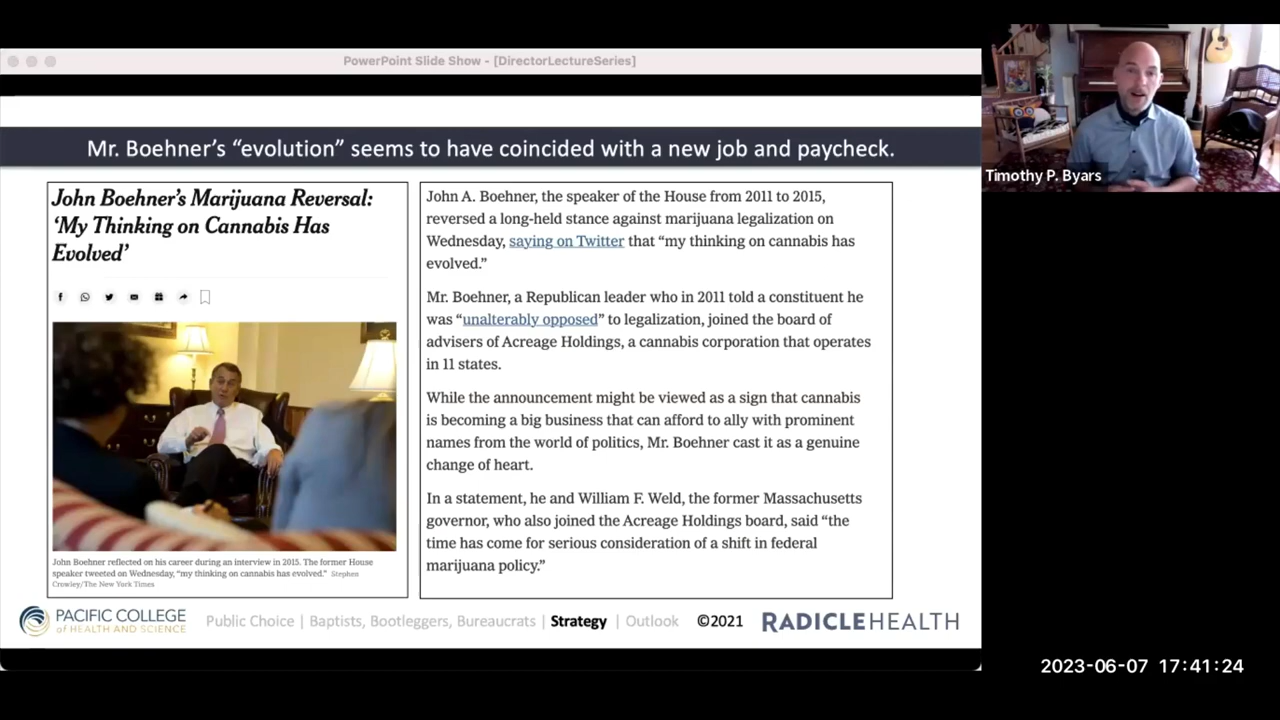 PowerPoint Slide Show - [DirectorLectureSeries]
Mr. Boehner's “evolution” seems to have coincided with a new job and paycheck.
John Boehner’s Marijuana Reversal:
‘My Thinking on Cannabis Has
Evolved’
John Boehner reflected on his career during an interview in 2015. The former House
speaker tweeted on Wednesday, “my thinking on cannabis has evolved.” Stephen
Crowley/The New York Times
John A. Boehner, the speaker of the House from 2011 to 2015,
reversed a long-held stance against marijuana legalization on
Wednesday, saying on Twitter that “my thinking on cannabis has
evolved.”
Mr. Boehner, a Republican leader who in 2011 told a constituent he
was “unalterably opposed” to legalization, joined the board of
advisers of Acreage Holdings, a cannabis corporation that operates
in 11 states.
While the announcement might be viewed as a sign that cannabis
is becoming a big business that can afford to ally with prominent
names from the world of politics, Mr. Boehner cast it as a genuine
change of heart.
In a statement, he and William F. Weld, the former Massachusetts
governor, who also joined the Acreage Holdings board, said “the
time has come for serious consideration of a shift in federal
marijuana policy.”
PACIFIC COLLEGE
of HEALTH AND SCIENCE
Public Choice | Baptists, Bootleggers, Bureaucrats | Strategy | Outlook ©2021
RADICLEHEALTH
Timothy P. Byars
2023-06-07 17:41:24